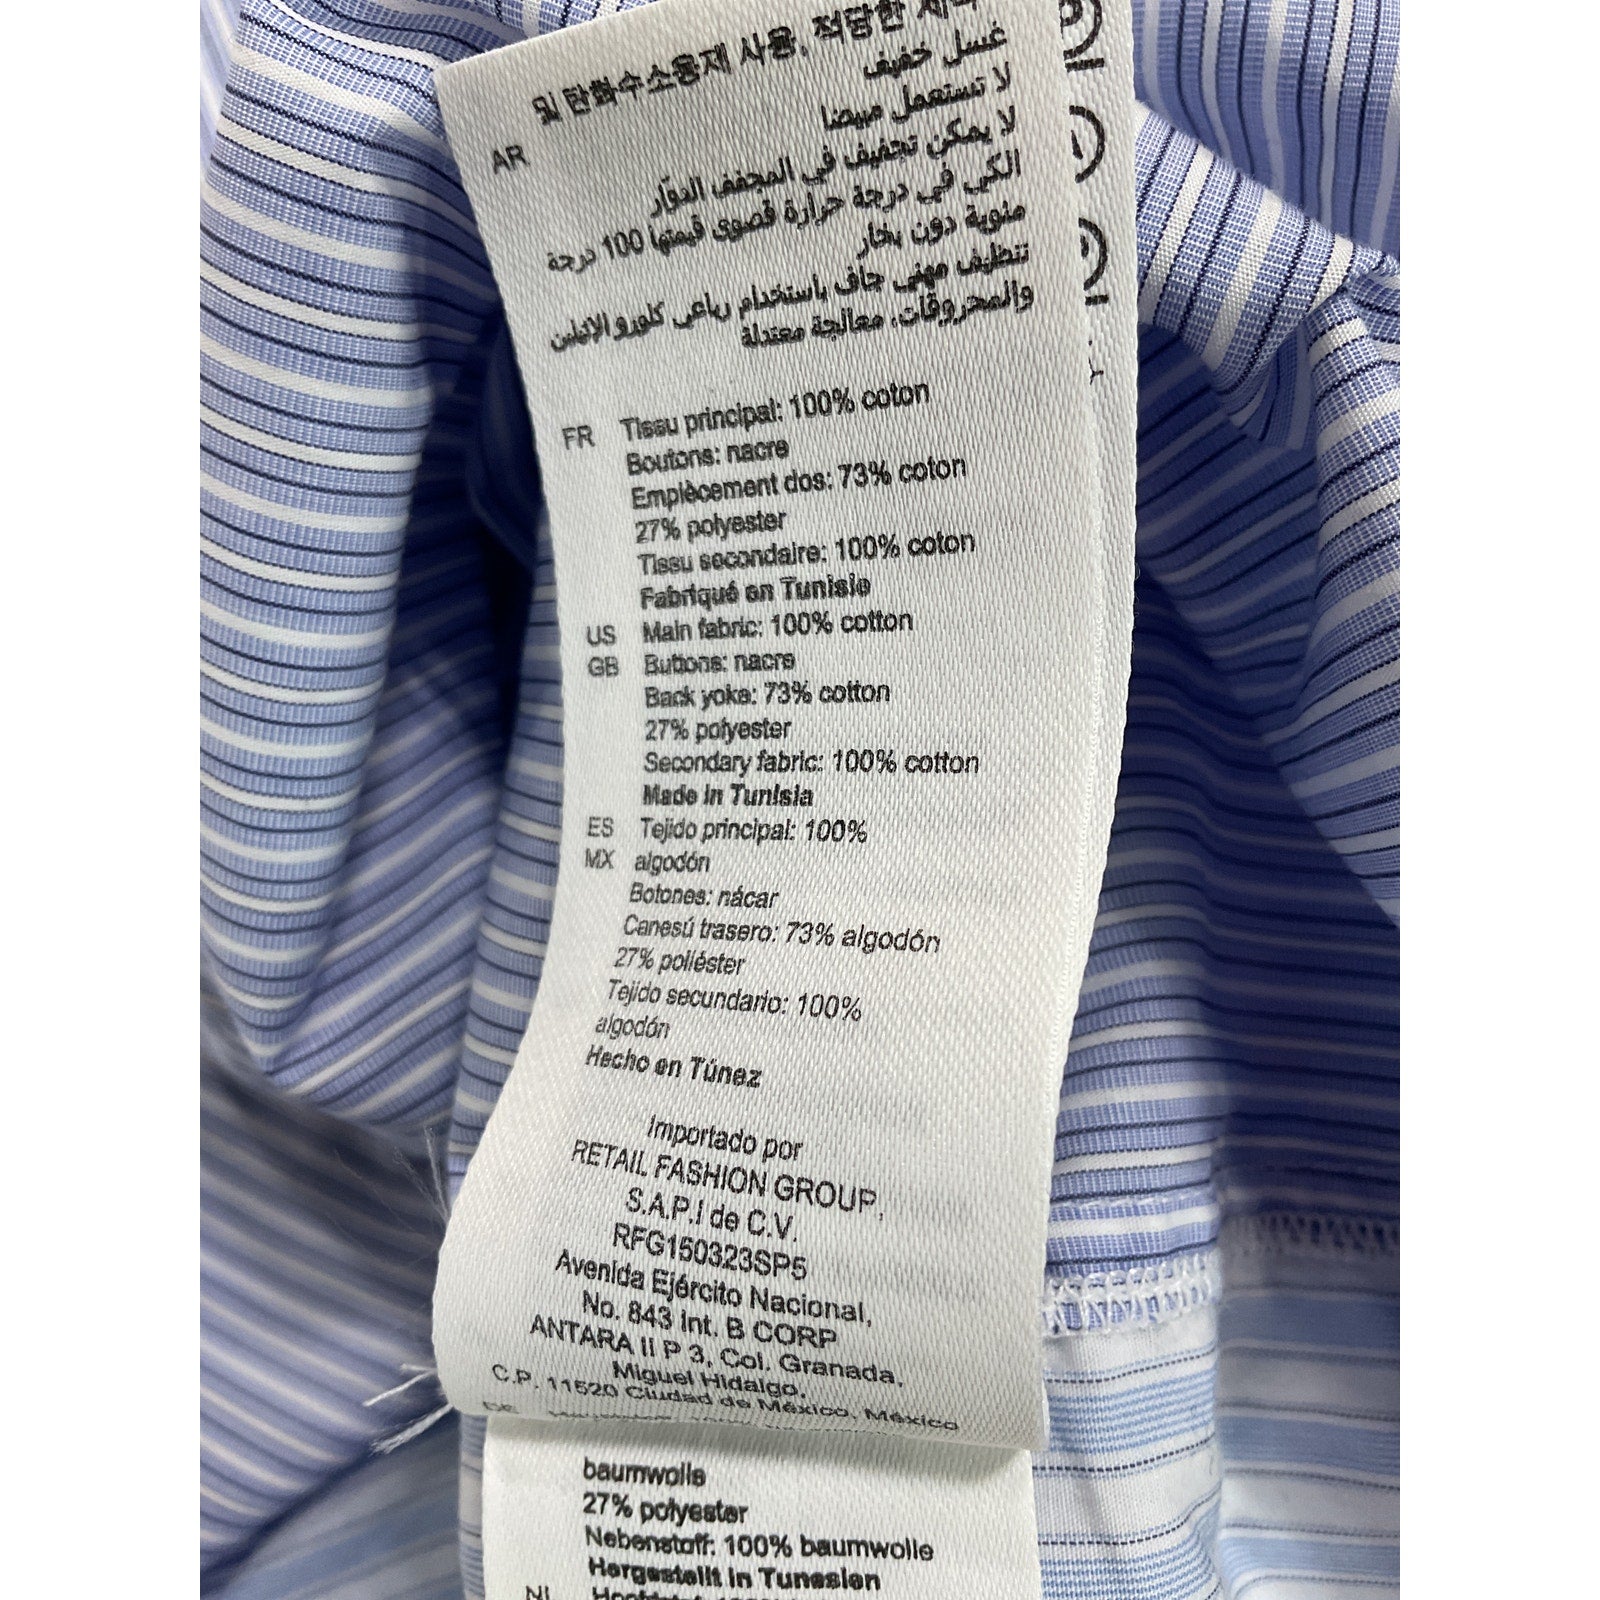 및 탄화수소용제 사용, 적당한
AR
غسل خفيف
لا تستعمل مبيضا
لا يمكن تجفيف في المجفف الدوّار
الكي في درجة حرارة قصوى قيمتها 100 درجة
مئوية دون بخار
تنظيف مهني جاف باستخدام رباعي كلورو الإثيلين
والمحروقات، معالجة معتدلة
FR Tissu principal: 100% coton
Boutons: nacre
Empiècement dos: 73% coton
27% polyester
Tissu secondaire: 100% coton
Fabriqué en Tunisie
US Main fabric: 100% cotton
GB Buttons: nacre
Back yoke: 73% cotton
27% polyester
Secondary fabric: 100% cotton
Made in Tunisia
ES Tejido principal: 100%
MX algodón
Botones: nácar
Canesú trasero: 73% algodón
27% poliéster
Tejido secundario: 100%
algodón
Hecho en Túnez
Importado por
RETAIL FASHION GROUP,
S.A.P.I de C.V.
RFG150323SP5
Avenida Ejército Nacional,
No. 843 Int. B CORP
ANTARA II P 3, Col. Granada,
Miguel Hidalgo,
C.P. 11520 Ciudad de México, México
DE
baumwolle
27% polyester
Nebenstoff: 100% baumwolle
Hergestellt in Tunesien
NL